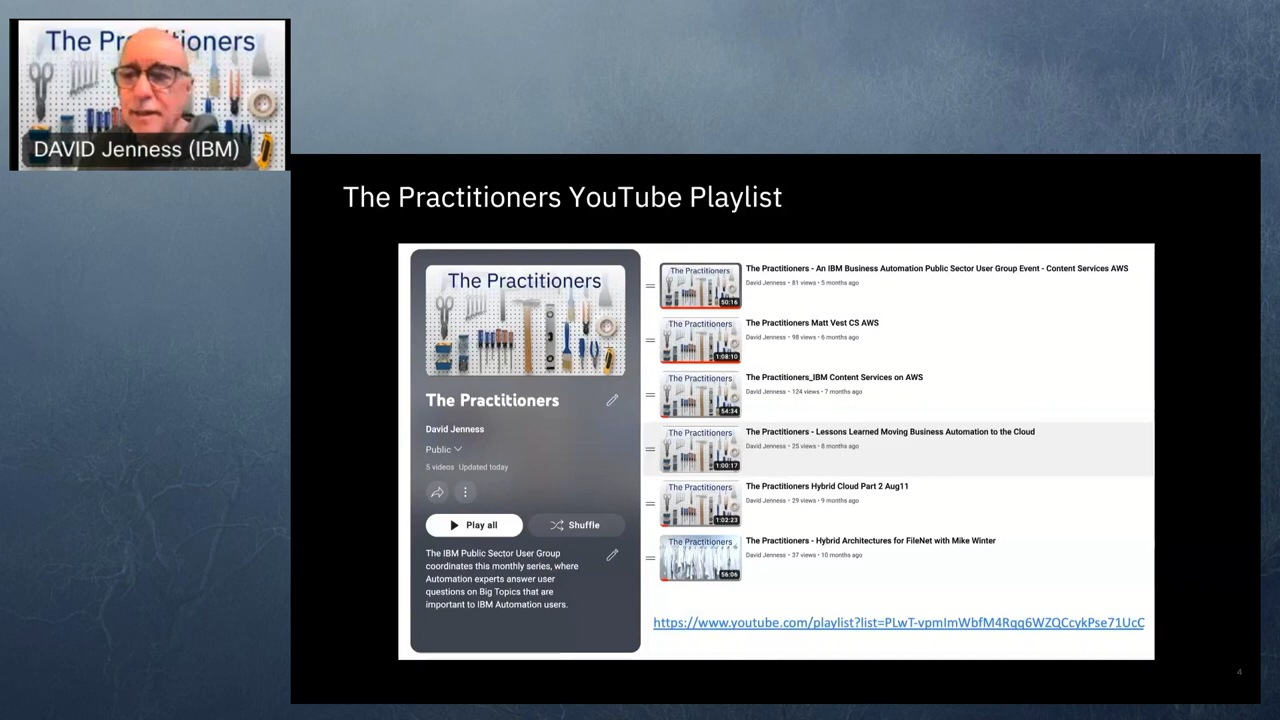 The Practitioners
DAVID Jenness (IBM)
The Practitioners YouTube Playlist
The Practitioners
The Practitioners
David Jenness
Public
5 videos Updated today
Play all
Shuffle
The IBM Public Sector User Group
coordinates this monthly series, where
Automation experts answer user
questions on Big Topics that are
important to IBM Automation users.
The Practitioners
50:16
The Practitioners - An IBM Business Automation Public Sector User Group Event - Content Services AWS
David Jenness • 81 views • 5 months ago
The Practitioners
1:08:10
The Practitioners Matt Vest CS AWS
David Jenness • 98 views • 6 months ago
The Practitioners
54:34
The Practitioners_IBM Content Services on AWS
David Jenness • 124 views • 7 months ago
The Practitioners
1:00:17
The Practitioners - Lessons Learned Moving Business Automation to the Cloud
David Jenness • 25 views • 8 months ago
The Practitioners
1:02:23
The Practitioners Hybrid Cloud Part 2 Aug11
David Jenness • 29 views • 9 months ago
The Practitioners
56:06
The Practitioners - Hybrid Architectures for FileNet with Mike Winter
David Jenness • 37 views • 10 months ago
https://www.youtube.com/playlist?list=PLwT-vpmImWbfM4Rqq6WZQCcykPse71UcC
4